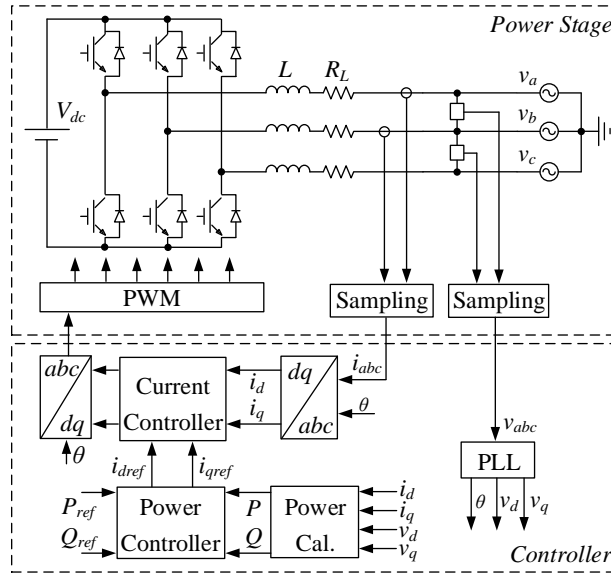 Power Stage
L
R_L
v_a
V_dc
v_b
v_c
PWM
Sampling
Sampling
abc
dq
θ
Current
Controller
i_d
i_q
dq
abc
i_abc
θ
v_abc
PLL
θ
v_d
v_q
i_dref
i_qref
P_ref
Q_ref
Power
Controller
P
Q
Power
Cal.
i_d
i_q
v_d
v_q
Controller